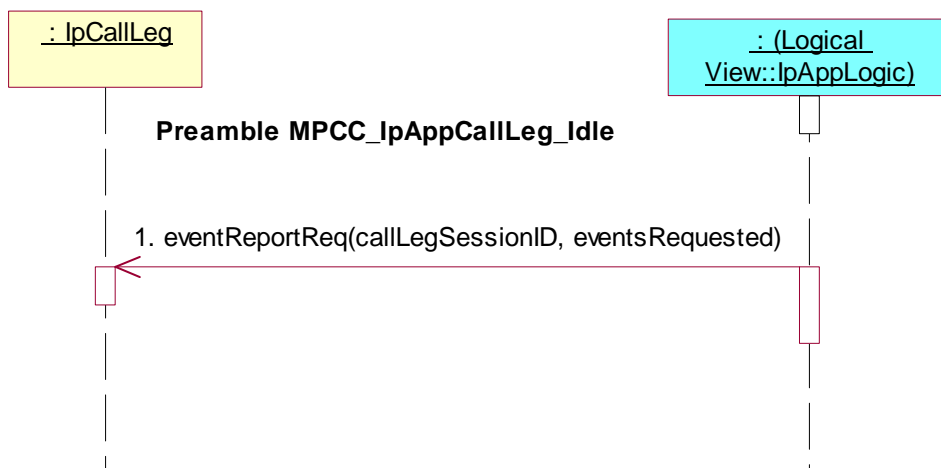 : IpCallLeg
: (Logical
View::IpAppLogic)
Preamble MPCC_IpAppCallLeg_Idle
1. eventReportReq(callLegSessionID, eventsRequested)